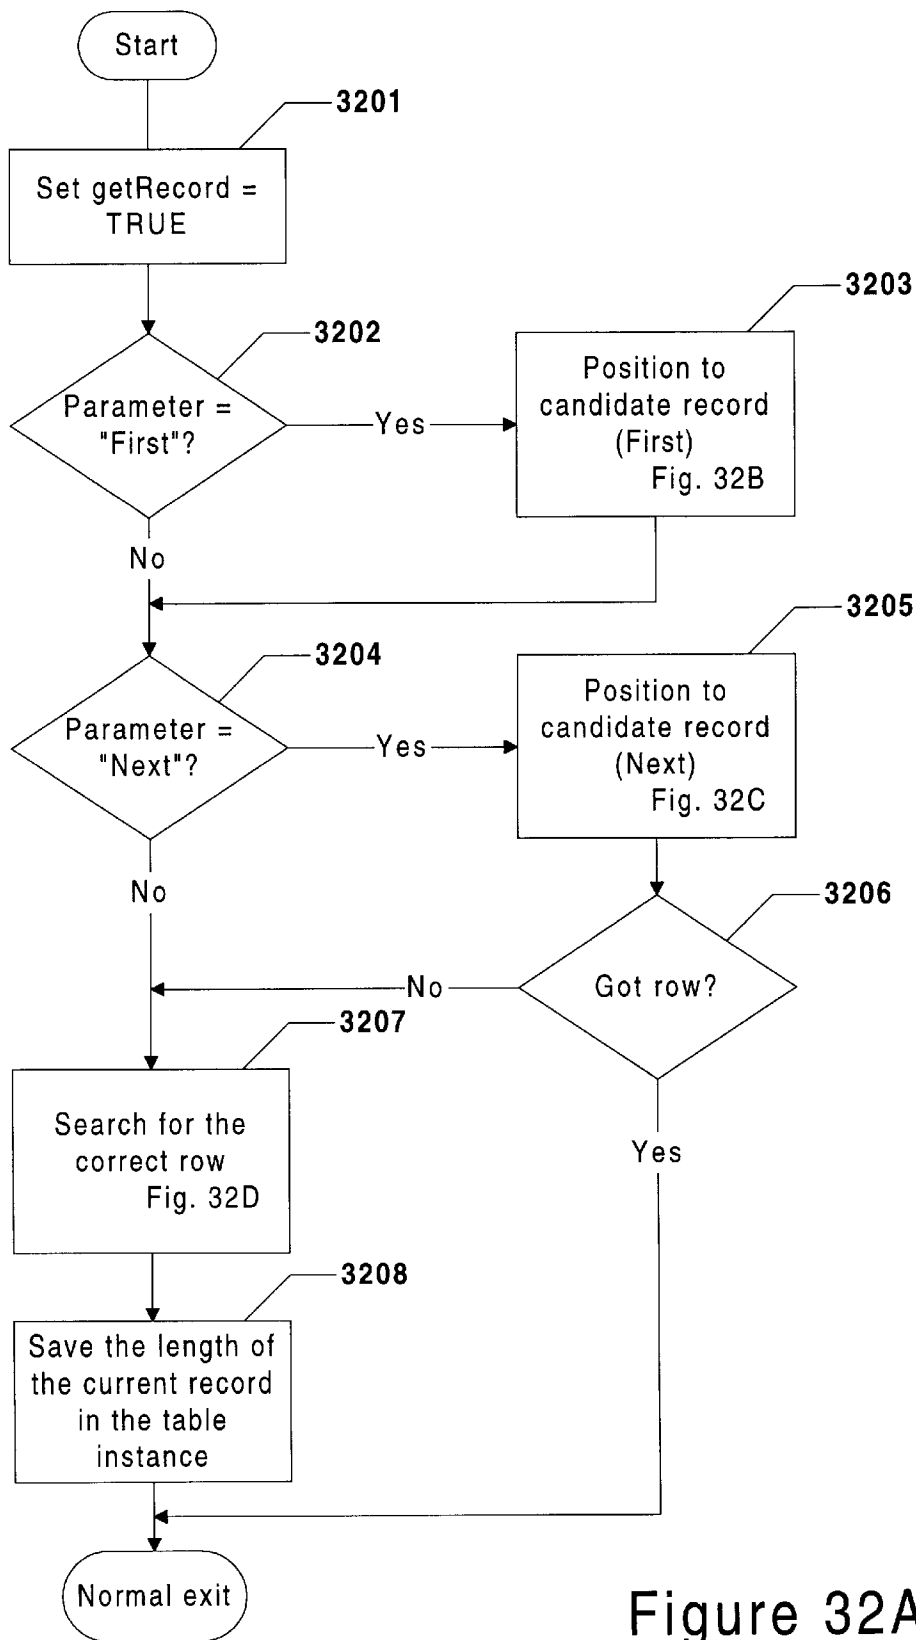 Start
3201
Set getRecord =
TRUE
3203
3202
Position to
candidate record
(First)
Fig. 32B
Parameter =
"First"?
Yes
No
3205
3204
Position to
candidate record
(Next)
Fig. 32C
Parameter =
"Next"?
Yes
No
3206
Got row?
No
3207
Search for the
correct row
Fig. 32D
Yes
3208
Save the length of
the current record
in the table
instance
Normal exit
Figure 32A